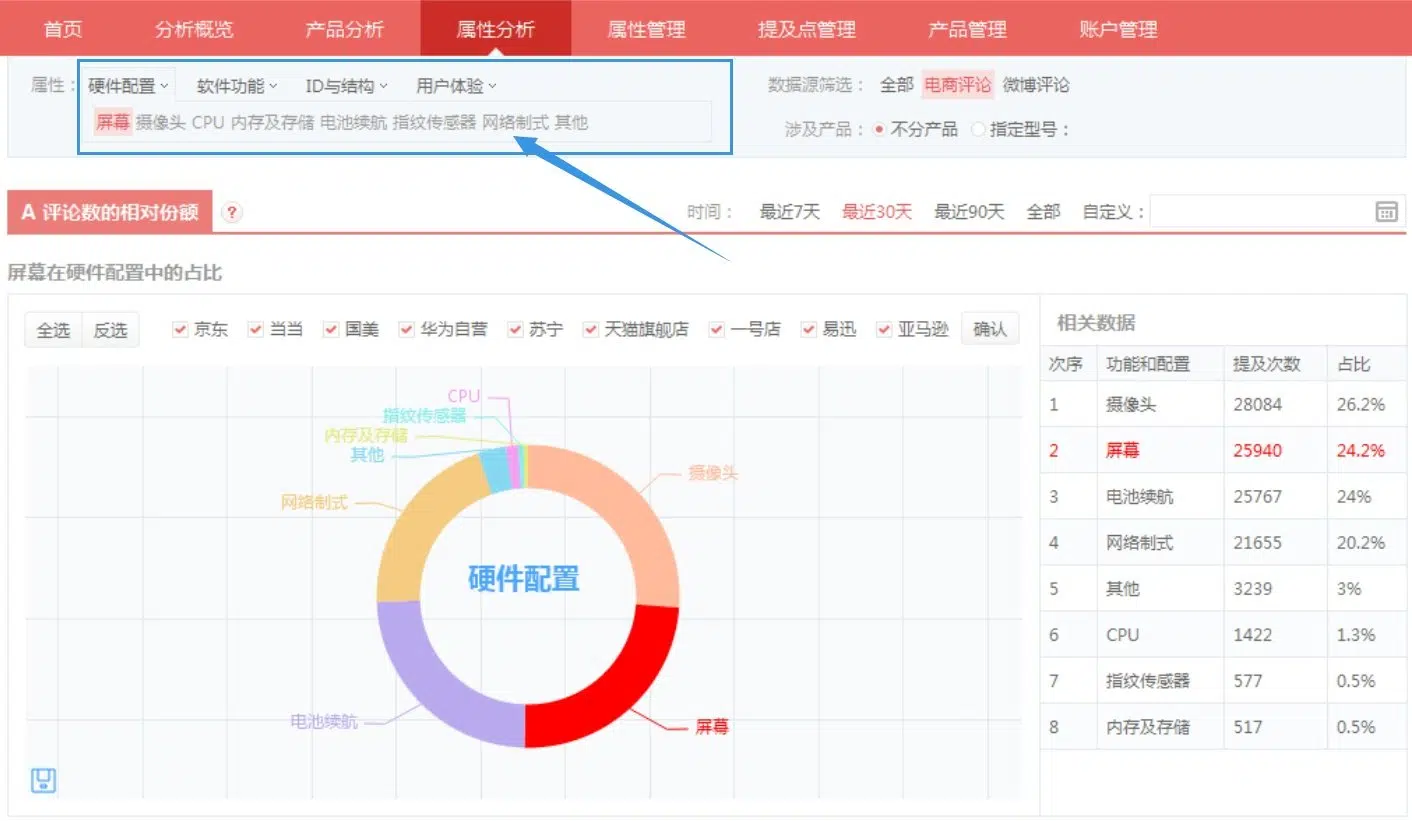 首页 分析概览 产品分析 属性分析 属性管理 提及点管理 产品管理 账户管理
属性： 硬件配置 软件功能 ID与结构 用户体验
屏幕 摄像头 CPU 内存及存储 电池续航 指纹传感器 网络制式 其他
数据源筛选： 全部 电商评论 微博评论
涉及产品： 不分产品 指定型号：
A 评论数的相对份额 ?
时间： 最近7天 最近30天 最近90天 全部 自定义：
屏幕在硬件配置中的占比
全选 反选 京东 当当 国美 华为自营 苏宁 天猫旗舰店 一号店 易迅 亚马逊 确认
CPU
指纹传感器
内存及存储
其他
摄像头
网络制式
硬件配置
电池续航
屏幕
相关数据
次序 功能和配置 提及次数 占比
1 摄像头 28084 26.2%
2 屏幕 25940 24.2%
3 电池续航 25767 24%
4 网络制式 21655 20.2%
5 其他 3239 3%
6 CPU 1422 1.3%
7 指纹传感器 577 0.5%
8 内存及存储 517 0.5%